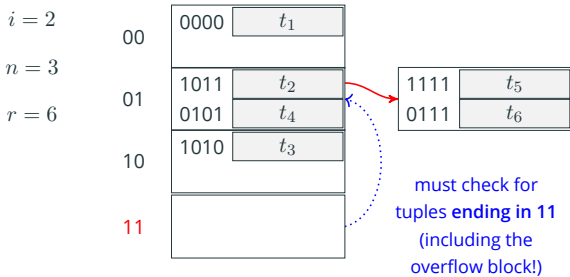 i = 2
n = 3
r = 6
00 0000 t₁
01 1011 t₂ 1111 t₅
0101 t₄ 0111 t₆
10 1010 t₃
11
must check for
tuples ending in 11
(including the
overflow block!)